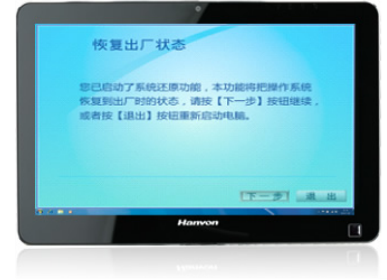 恢复出厂状态
您已启动了系统还原功能,本功能将把操作系统
恢复到出厂时的状态,请按【下一步】按钮继续,
或者按【退出】按钮重新启动电脑。
下一步 退 出
Hanvon